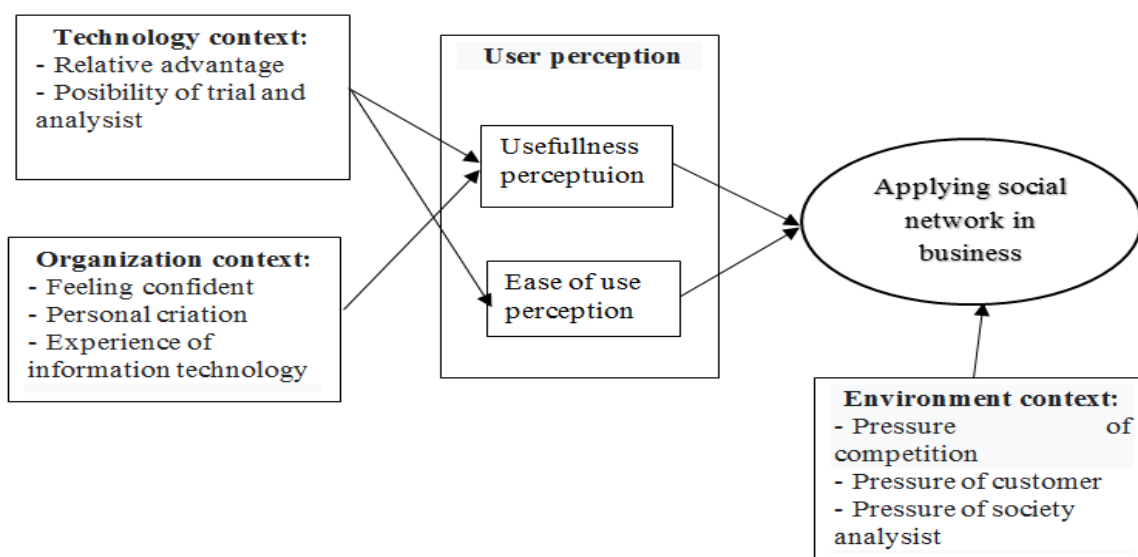 Technology context:
- Relative advantage
- Posibility of trial and
analysist
User perception
Usefullness
perceptuion
Ease of use
perception
Applying social
network in
business
Organization context:
- Feeling confident
- Personal criation
- Experience of
information technology
Environment context:
- Pressure of
competition
- Pressure of customer
- Pressure of society
analysist